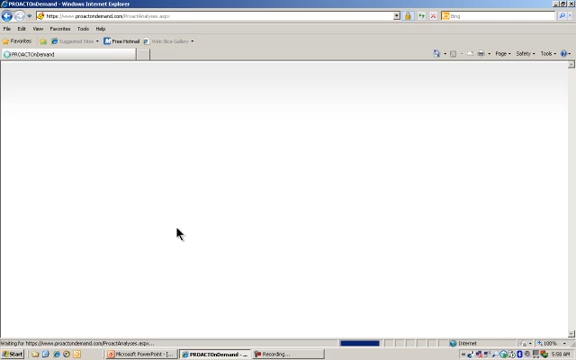 PROACTOnDemand - Windows Internet Explorer
https://www.proactondemand.com/ProactAnalyses.aspx
Bing
File Edit View Favorites Tools Help
Favorites Suggested Sites Free Hotmail Web Slice Gallery
PROACTOnDemand
Page Safety Tools
Waiting for https://www.proactondemand.com/ProactAnalyses.aspx...
Internet
100%
Start
Microsoft PowerPoint - [...
PROACTOnDemand - ...
Recording...
5:58 AM